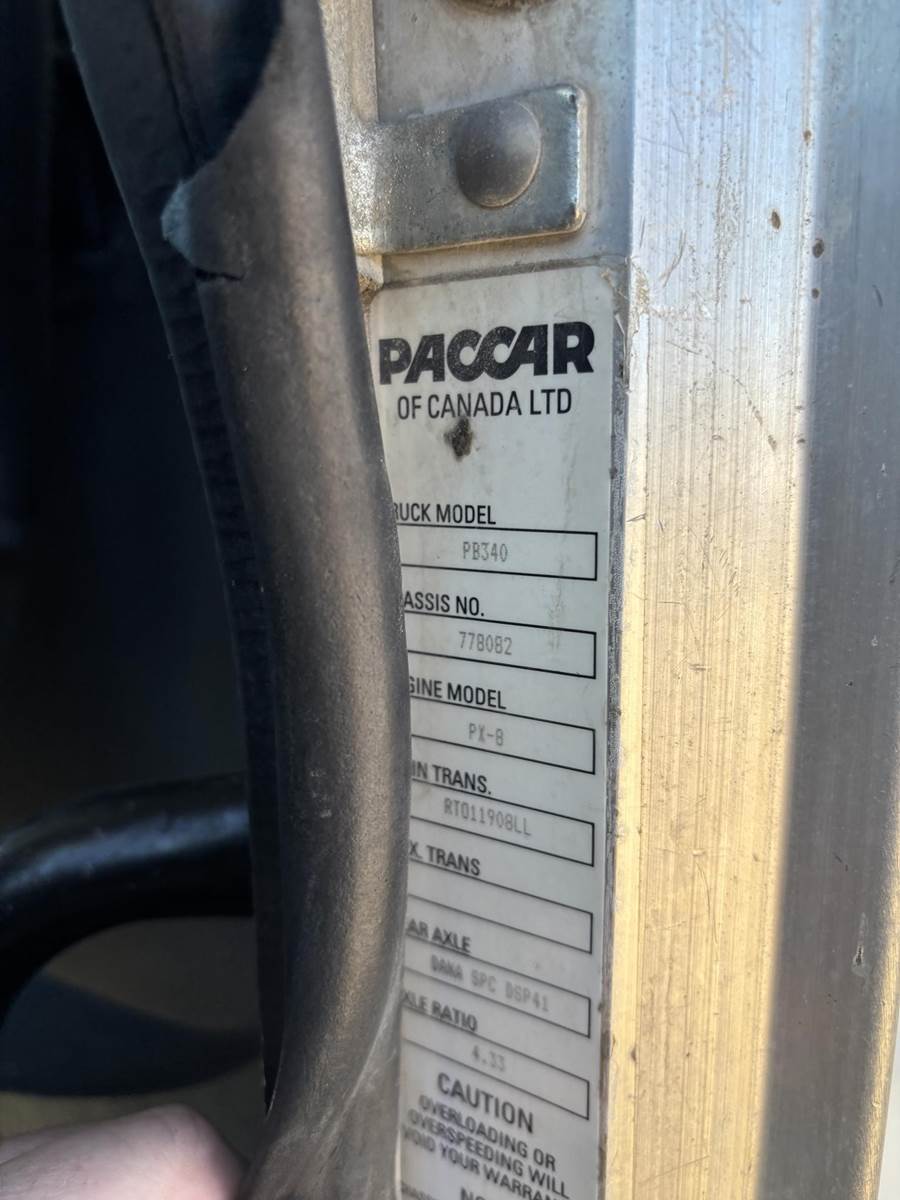 PACCAR
OF CANADA LTD
RUCK MODEL
PB340
ASSIS NO.
778082
GINE MODEL
PX-8
IN TRANS.
RTO11908LL
X. TRANS
AR AXLE
DANA SPC DSP41
XLE RATIO
4.33
CAUTION
OVERLOADING OR
OVERSPEEDING WILL
VOID YOUR WARRAN